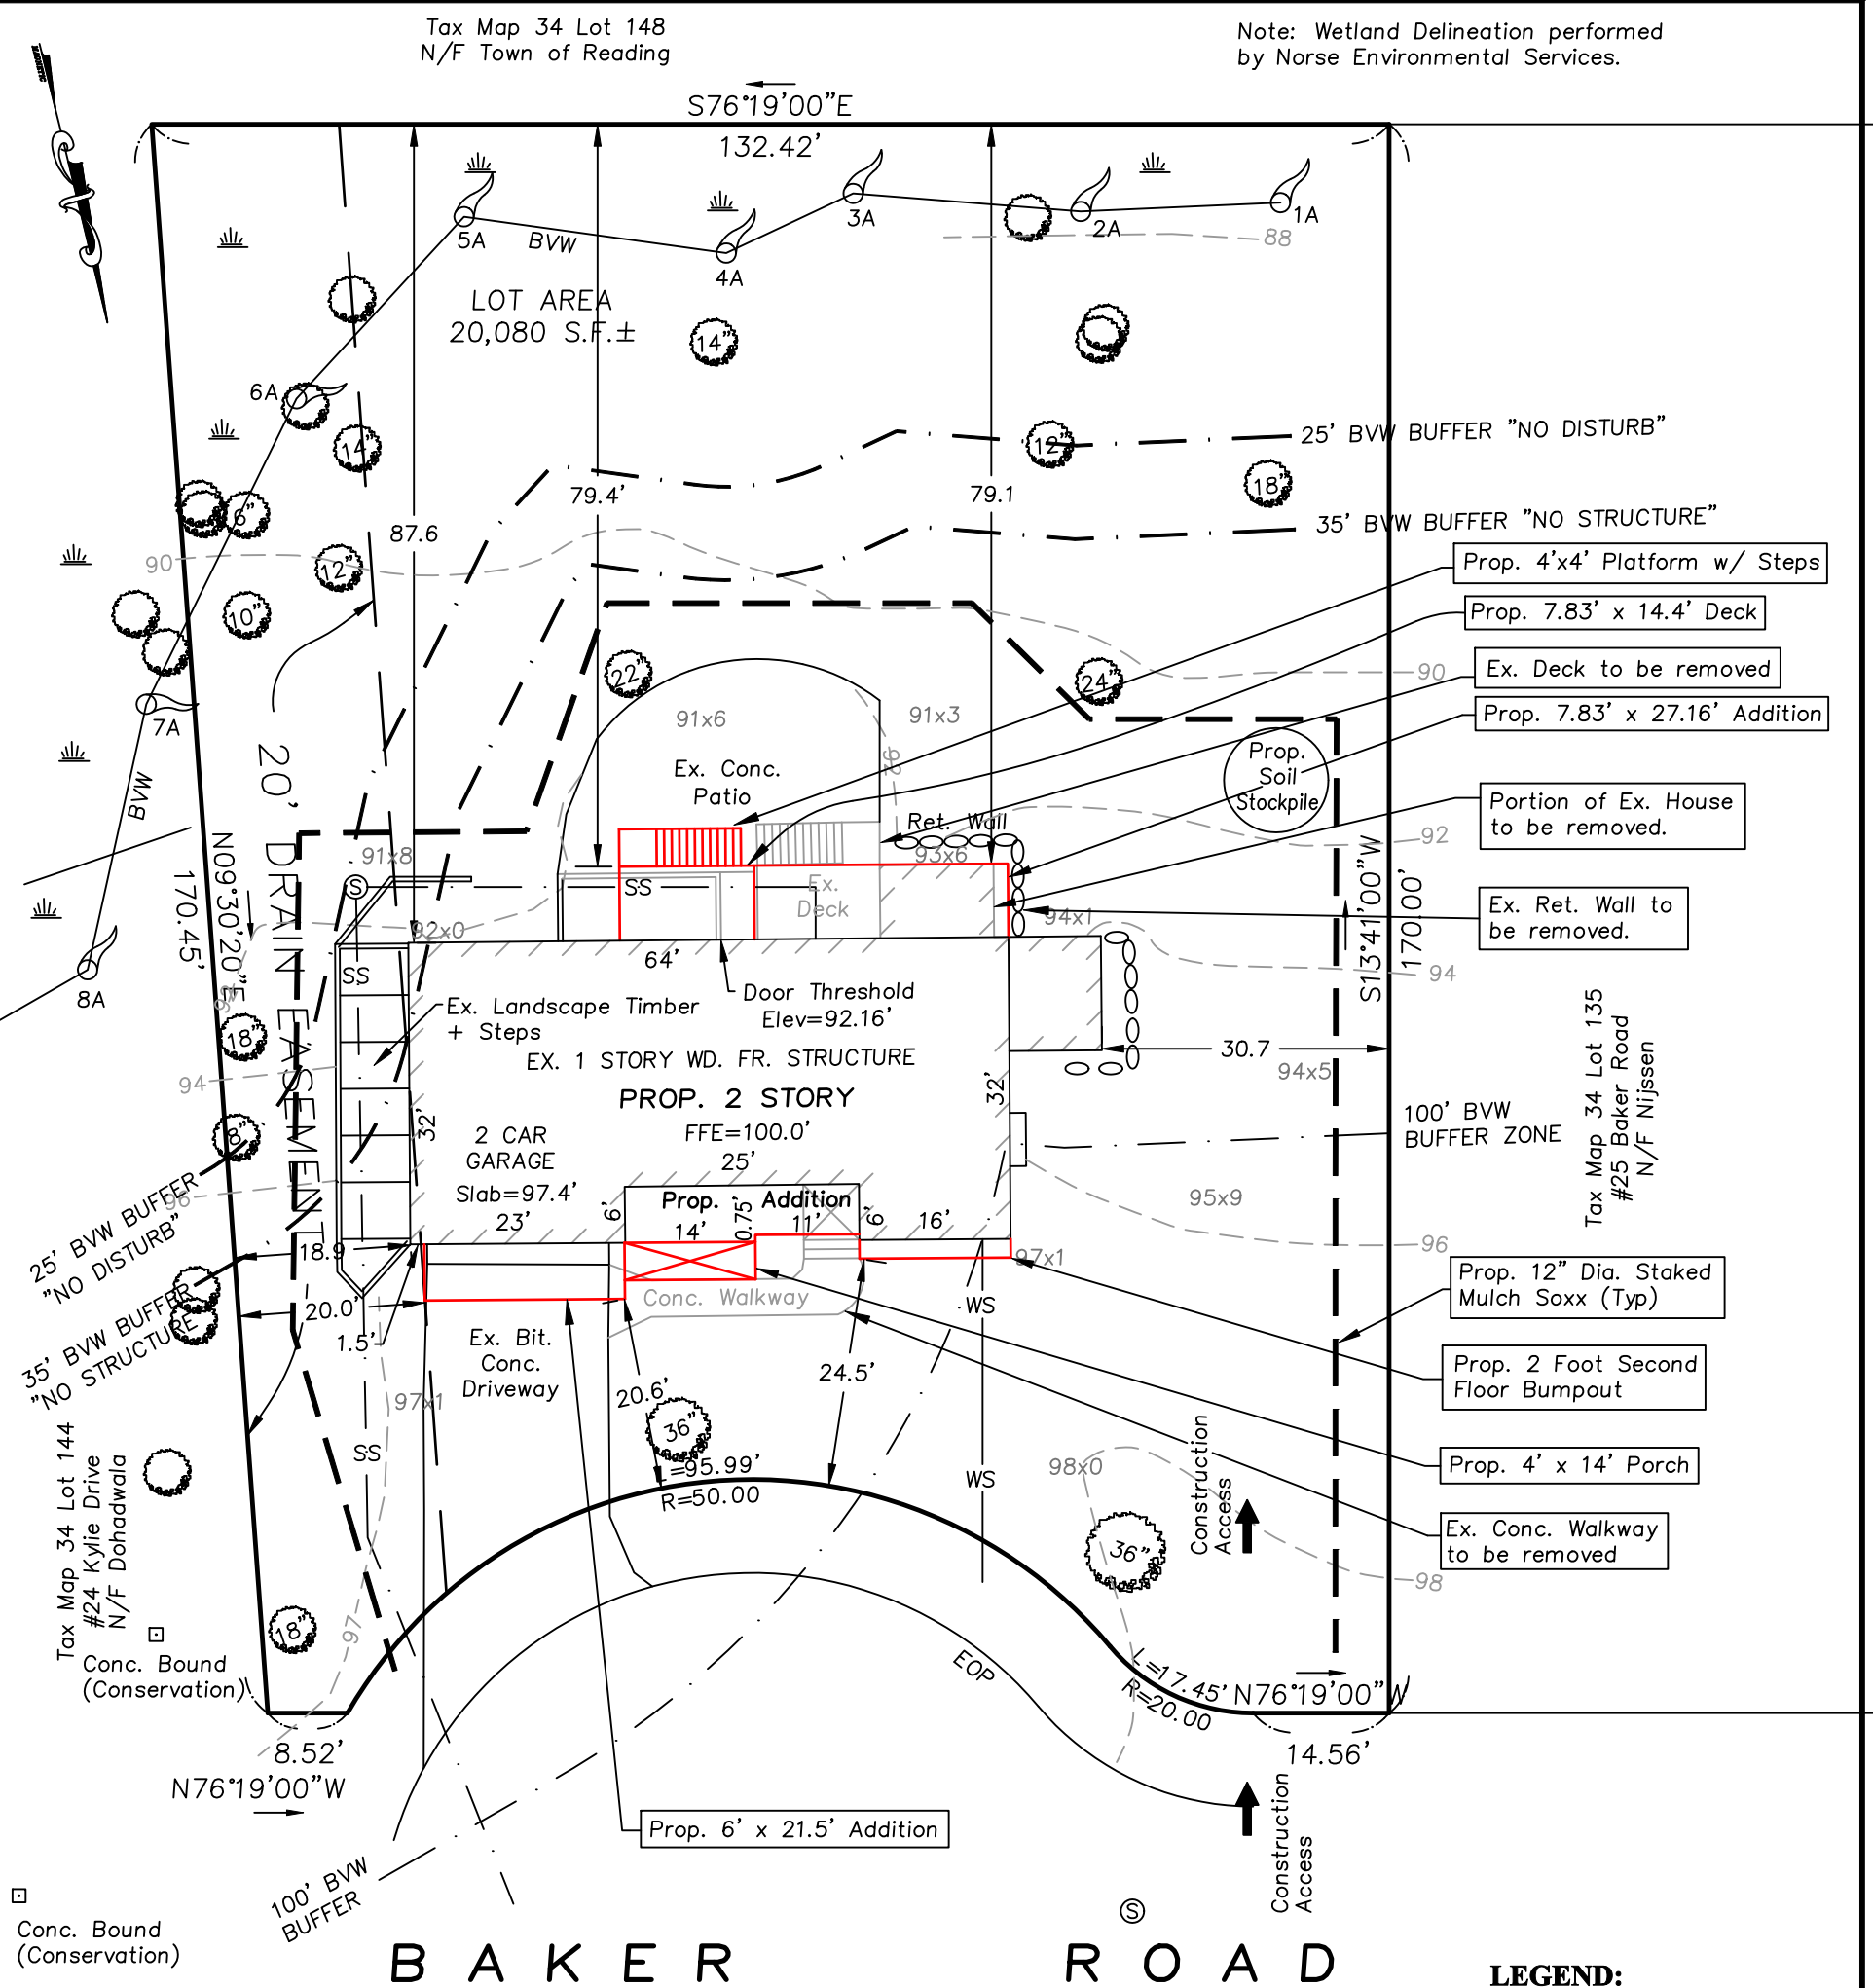 Tax Map 34 Lot 148
N/F Town of Reading
Note: Wetland Delineation performed
by Norse Environmental Services.
S76°19'00"E
132.42'
5A
BVW
4A
3A
2A
1A
88
LOT AREA
20,080 S.F.±
14"
6A
14"
12"
18"
25' BVW BUFFER "NO DISTURB"
79.4'
79.1
87.6
6"
35' BVW BUFFER "NO STRUCTURE"
90
12"
10"
Prop. 4'x4' Platform w/ Steps
Prop. 7.83' x 14.4' Deck
22"
24"
90
Ex. Deck to be removed
Prop. 7.83' x 27.16' Addition
7A
BVW
91x6
91x3
92
Ex. Conc.
Patio
Prop.
Soil
Stockpile
Portion of Ex. House
to be removed.
92
Ret. Wall
93x6
91x8
S
SS
Ex.
Deck
Ex. Ret. Wall to
be removed.
94x1
94
92x0
20' DRAIN EASEMENT
N09°30'20"E
170.45'
S13°41'00"W
170.00'
8A
64'
SS
Ex. Landscape Timber
+ Steps
Door Threshold
Elev=92.16'
18"
94
EX. 1 STORY WD. FR. STRUCTURE
PROP. 2 STORY
FFE=100.0'
25'
32'
32'
30.7
94x5
Tax Map 34 Lot 135
#25 Baker Road
N/F Nijssen
100' BVW
BUFFER ZONE
8"
2 CAR
GARAGE
Slab=97.4'
23'
6'
Prop. Addition
14'
0.75'
11'
6'
16'
95x9
96
25' BVW BUFFER
"NO DISTURB"
18.9
97x1
96
Prop. 12" Dia. Staked
Mulch Soxx (Typ)
35' BVW BUFFER
"NO STRUCTURE"
20.0'
1.5'
Conc. Walkway
WS
Ex. Bit.
Conc.
Driveway
20.6'
24.5'
Prop. 2 Foot Second
Floor Bumpout
97x1
36"
SS
L=95.99'
R=50.00
WS
98x0
Prop. 4' x 14' Porch
Construction
Access
36"
Ex. Conc. Walkway
to be removed
98
Tax Map 34 Lot 144
#24 Kylie Drive
N/F Dohadwala
18"
97
Conc. Bound
(Conservation)
EOP
L=17.45'
R=20.00
N76°19'00"W
14.56'
8.52'
N76°19'00"W
Prop. 6' x 21.5' Addition
Construction
Access
100' BVW
BUFFER
S
Conc. Bound
(Conservation)
BAKER ROAD
LEGEND: